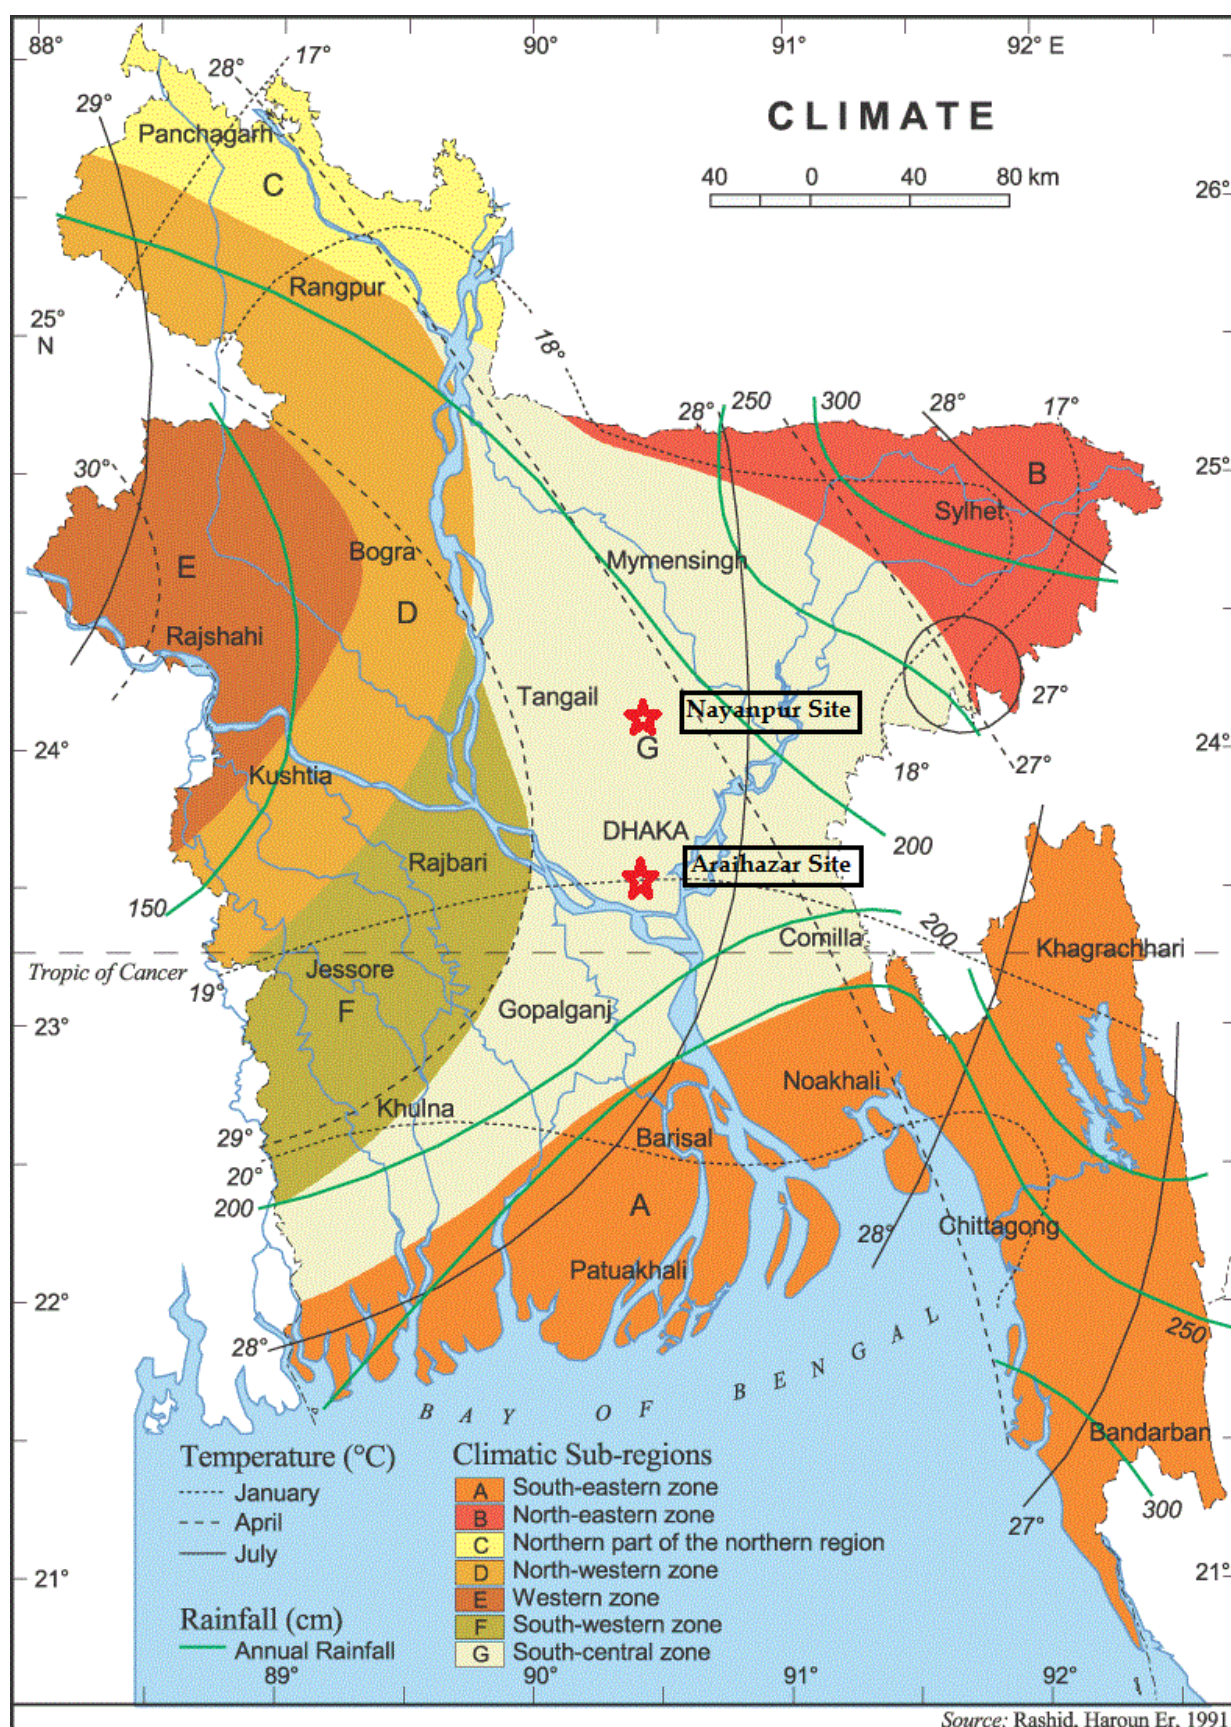 88° 90° 91° 92° E
17°
28°
29°
CLIMATE
40 0 40 80 km
26°
Panchagarh
C
Rangpur
25°
N
18°
28° 250 300 28° 17°
25°
B
Sylhet
30°
E
Bogra
Mymensingh
D
Rajshahi
27°
Tangail
Nayanpur Site
G
24°
24°
18°
27°
Kushtia
DHAKA
200
Rajbari
Araihazar Site
150
200
Comilla
Khagrachhari
Tropic of Cancer
19°
Jessore
F
Gopalganj
23°
Noakhali
Khulna
29°
Barisal
20°
200
A
28°
Chittagong
Patuakhali
22°
28°
250
BAY OF BENGAL
Bandarban
300
27°
Temperature (°C)
January
April
July
Rainfall (cm)
Annual Rainfall
Climatic Sub-regions
A South-eastern zone
B North-eastern zone
C Northern part of the northern region
D North-western zone
E Western zone
F South-western zone
G South-central zone
21°
21°
89° 90° 91° 92°
Source: Rashid, Haroun Er, 1991